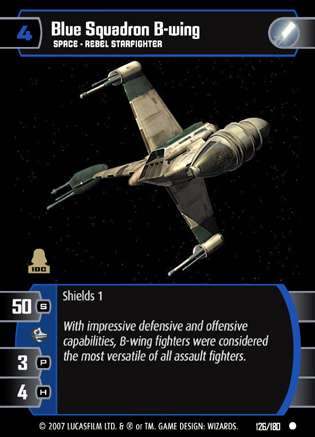 4 Blue Squadron B-wing
SPACE - REBEL STARFIGHTER
IDC
Shields 1
50 S
With impressive defensive and offensive
capabilities, B-wing fighters were considered
the most versatile of all assault fighters.
3 P
4 H
© 2007 LUCASFILM LTD. & ® or TM. GAME DESIGN: WIZARDS. 126/180